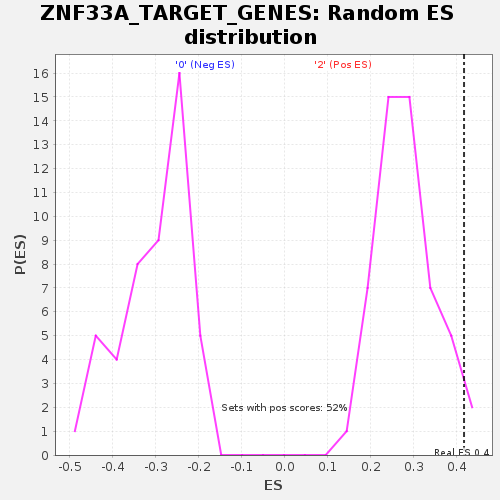 ZNF33A_TARGET_GENES: Random ES
distribution
'0' (Neg ES)
'2' (Pos ES)
16
15
14
13
12
11
10
9
8
7
6
5
4
3
2
1
0
P(ES)
Sets with pos scores: 52%
Real ES 0.4
-0.5 -0.4 -0.3 -0.2 -0.1 0.0 0.1 0.2 0.3 0.4
ES